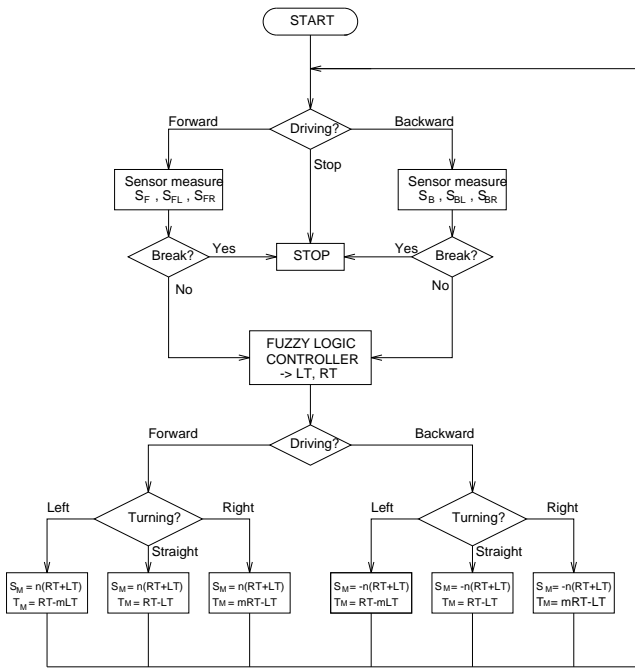 START
Driving?
Forward
Backward
Stop
Sensor measure
S_F , S_FL , S_FR
Sensor measure
S_B , S_BL , S_BR
Break?
Yes
STOP
Yes
Break?
No
No
FUZZY LOGIC
CONTROLLER
-> LT, RT
Forward
Driving?
Backward
Left
Turning?
Right
Straight
Left
Turning?
Right
Straight
S_M = n(RT+LT)
T_M = RT-mLT
S_M = n(RT+LT)
T_M = RT-LT
S_M = n(RT+LT)
T_M = mRT-LT
S_M = -n(RT+LT)
T_M = RT-mLT
S_M = -n(RT+LT)
T_M = RT-LT
S_M = -n(RT+LT)
T_M = mRT-LT